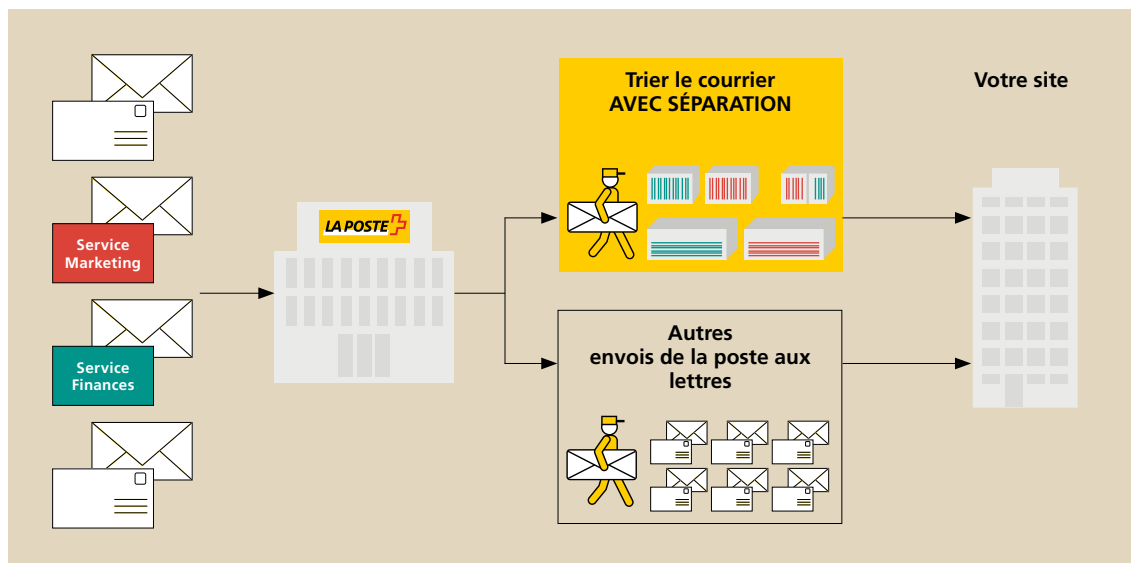 Service
Marketing
Service
Finances
LA POSTE
Trier le courrier
AVEC SÉPARATION
Autres
envois de la poste aux
lettres
Votre site